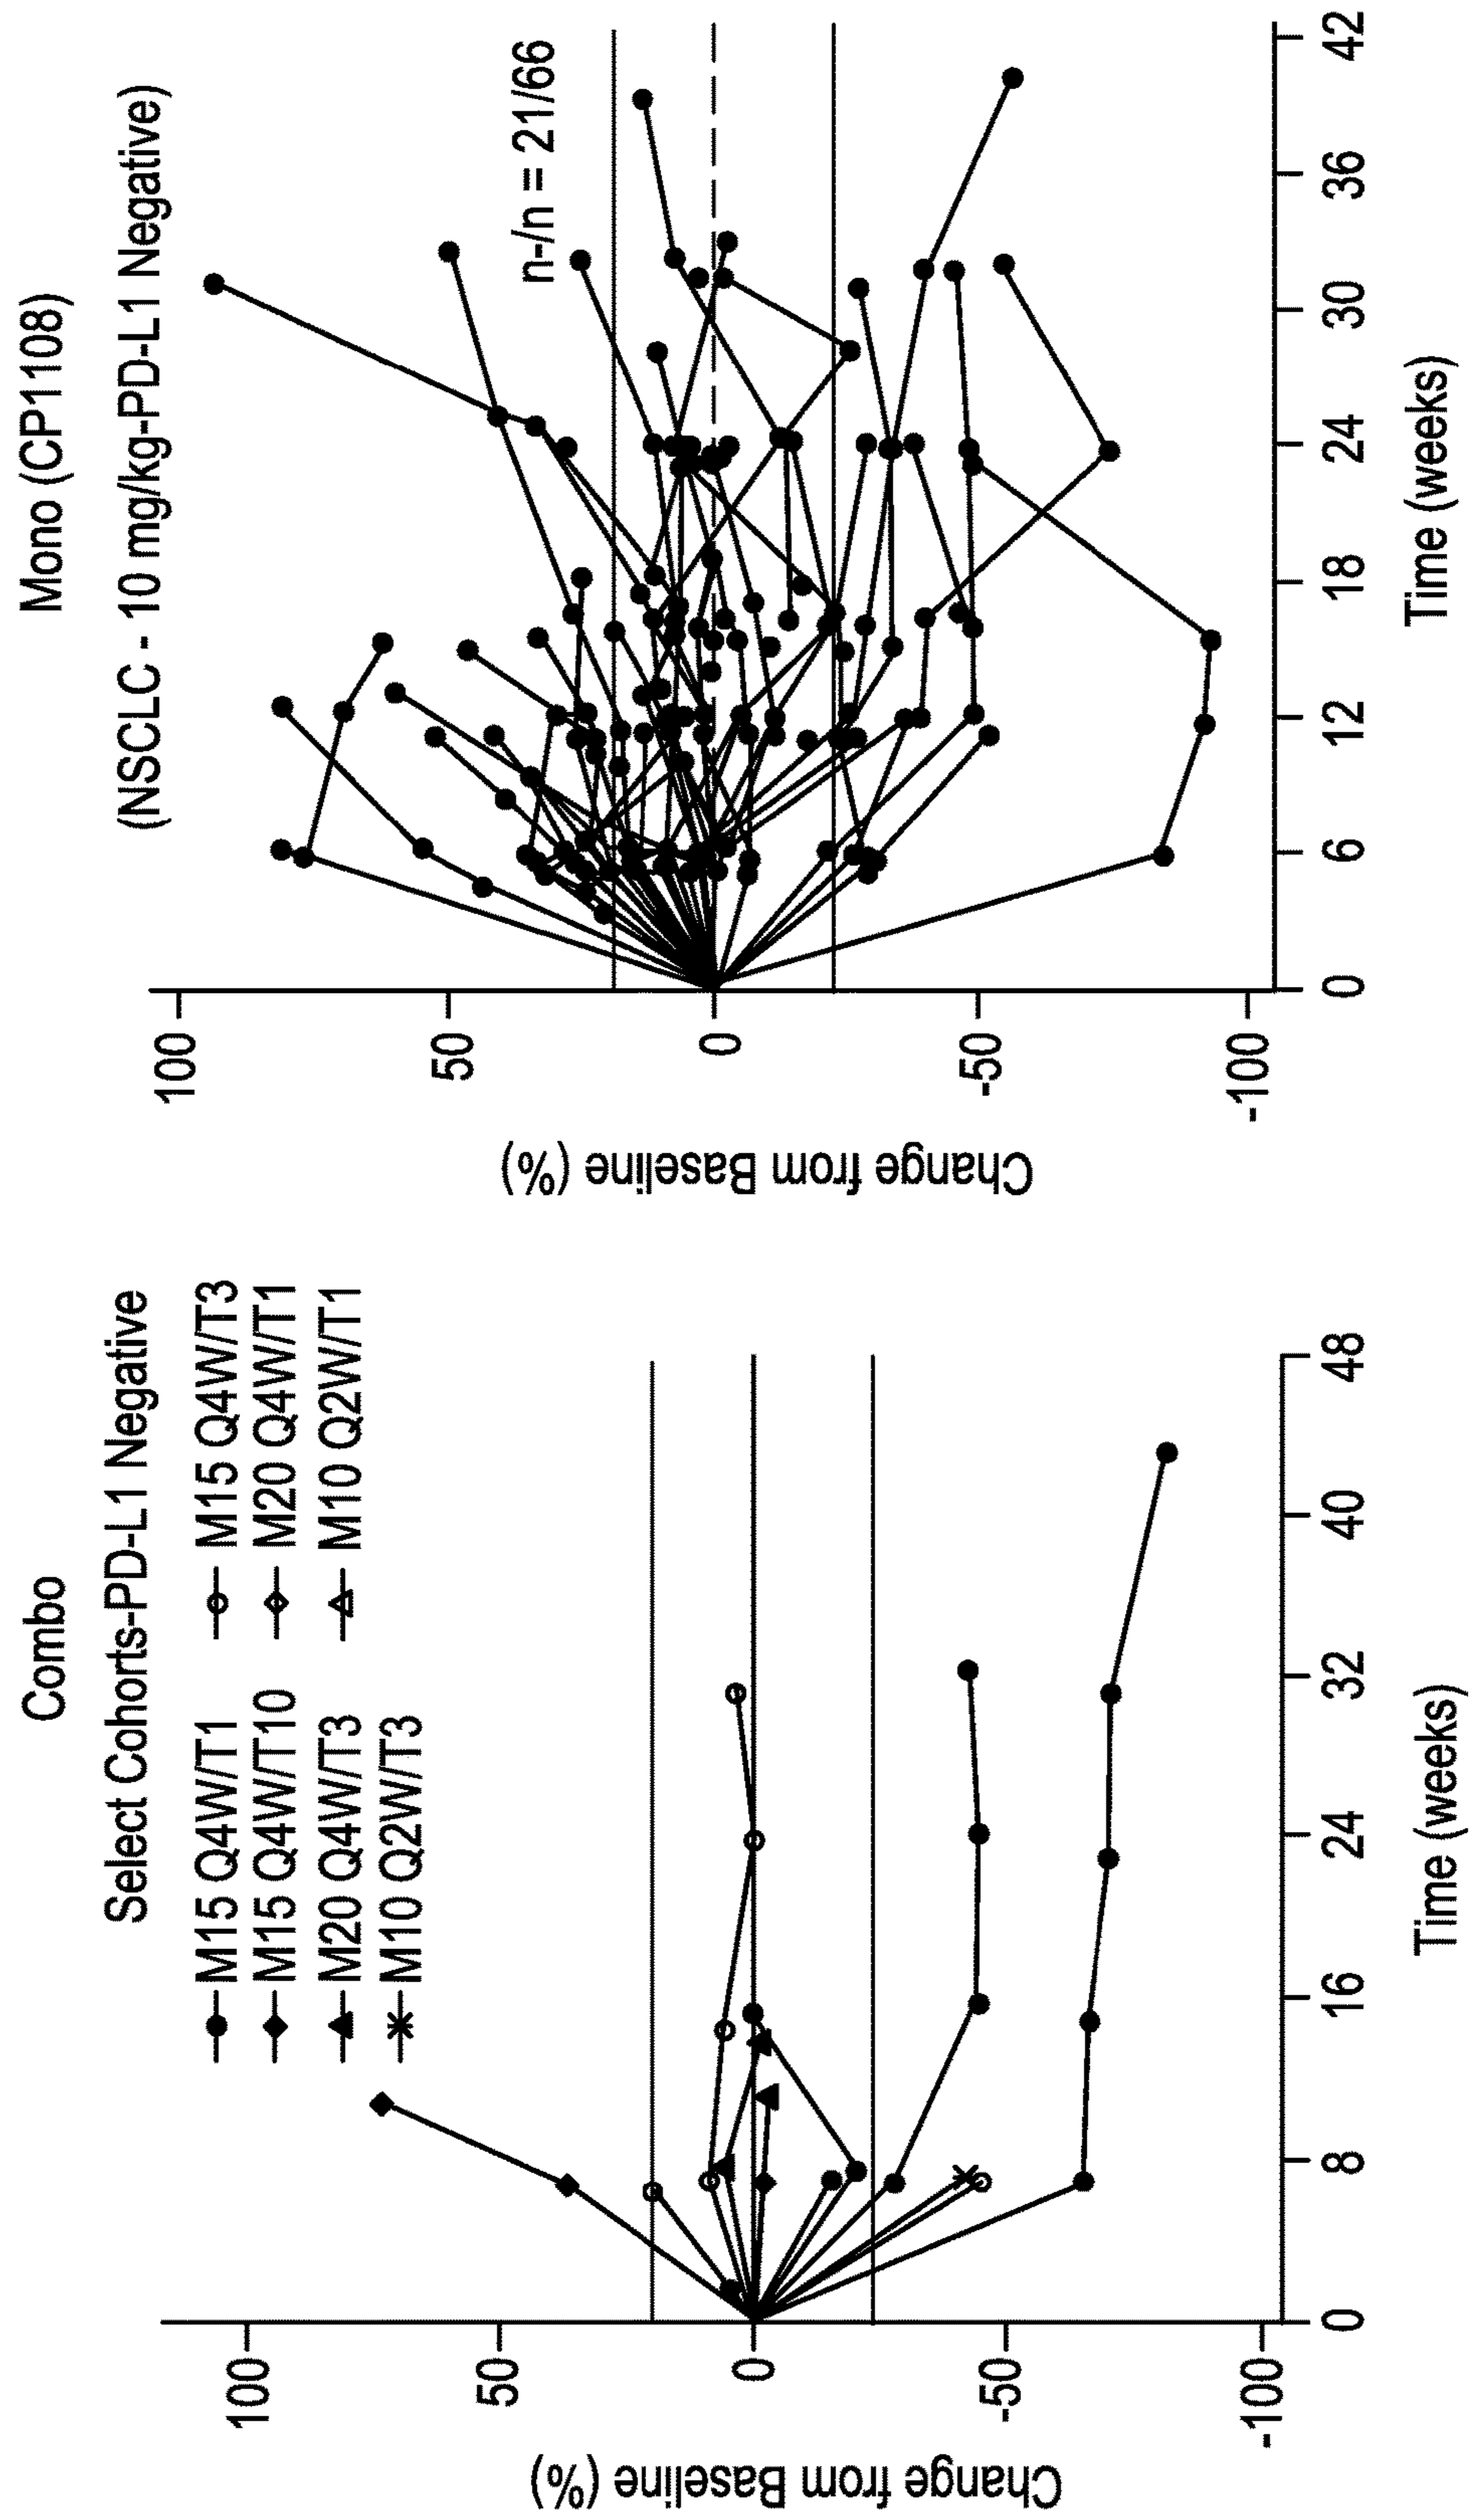 Combo
Select Cohorts-PD-L1 Negative
M15 Q4W/T1
M15 Q4W/T3
M15 Q4W/T10
M20 Q4W/T1
M20 Q4W/T3
M10 Q2W/T1
M10 Q2W/T3
Change from Baseline (%)
100
50
0
-50
-100
0
8
16
24
32
40
48
Time (weeks)
Mono (CP1108)
(NSCLC - 10 mg/kg-PD-L1 Negative)
n-/n = 21/66
Change from Baseline (%)
100
50
0
-50
-100
0
6
12
18
24
30
36
42
Time (weeks)